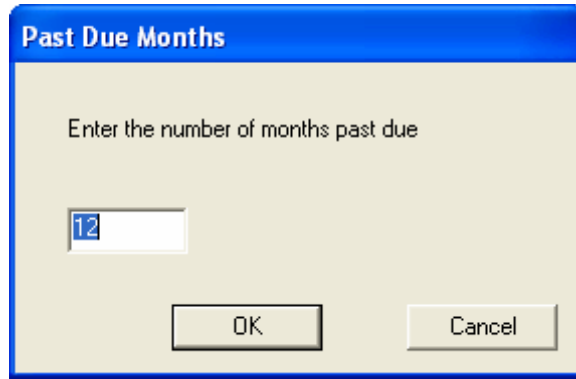 Past Due Months
Enter the number of months past due
12
OK
Cancel